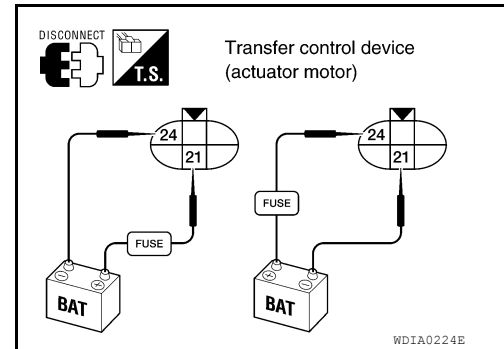 DISCONNECT
T.S.
Transfer control device
(actuator motor)
24
21
FUSE
− +
BAT
24
21
FUSE
+ −
BAT
WDIA0224E